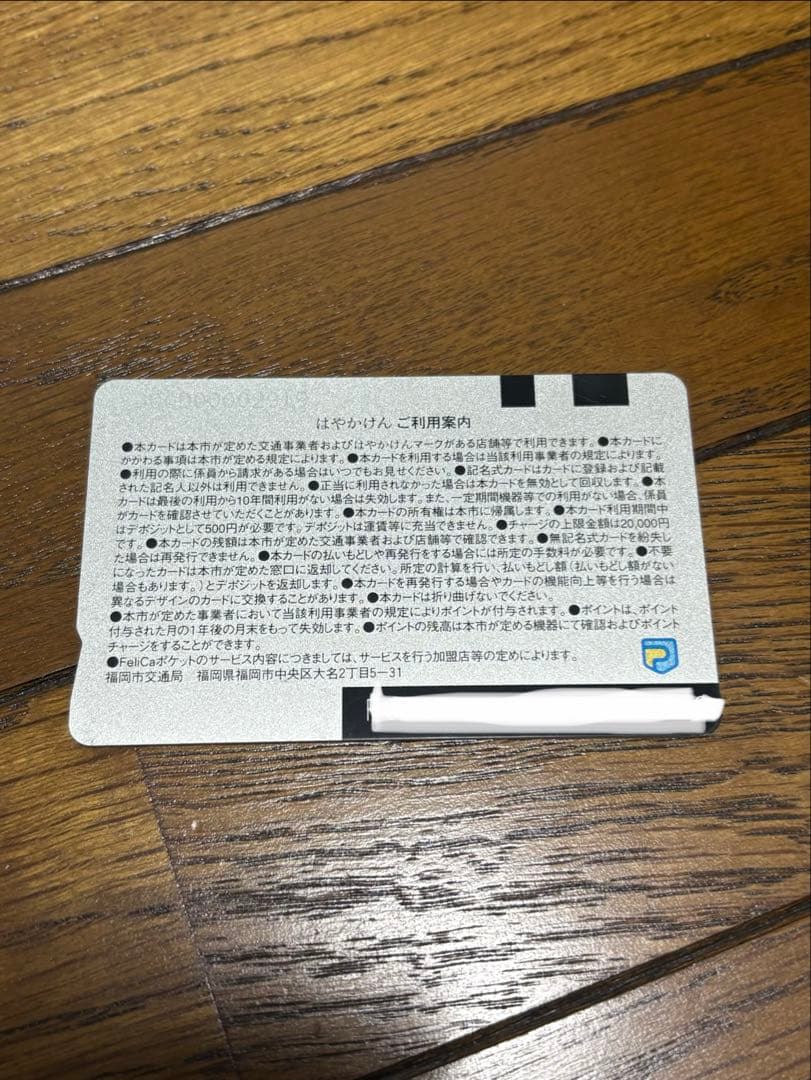 はやかけん ご利用案内
●本カードは本市が定めた交通事業者およびはやかけんマークがある店舗等で利用できます。●本カードに
かかわる事項は本市が定める規定によります。●本カードを利用する場合は当該利用事業者の規定によります。
●利用の際に係員から請求がある場合はいつでもお見せください。●記名式カードはカードに登録および記載
された記名人以外は利用できません。●正当に利用されなかった場合は本カードを無効として回収します。●本
カードは最後の利用から10年間利用がない場合は失効します。また、一定期間機器等での利用がない場合、係員
がカードを確認させていただくことがあります。●本カードの所有権は本市に帰属します。●本カード利用期間中
はデポジットとして500円が必要です。デポジットは運賃等に充当できません。●チャージの上限金額は20,000円
です。●本カードの残額は本市が定めた交通事業者および店舗等で確認できます。●無記名式カードを紛失し
た場合は再発行できません。●本カードの払いもどしや再発行をする場合には所定の手数料が必要です。●不要
になったカードは本市が定めた窓口に返却してください。所定の計算を行い、払いもどし額(払いもどし額がない
場合もあります。)とデポジットを返却します。●本カードを再発行する場合やカードの機能向上等を行う場合は
異なるデザインのカードに交換することがあります。●本カードは折り曲げないでください。
●本市が定めた事業者において当該利用事業者の規定によりポイントが付与されます。●ポイントは、ポイント
付与された月の1年後の月末をもって失効します。●ポイントの残高は本市が定める機器にて確認およびポイント
チャージをすることができます。
●FeliCaポケットのサービス内容につきましては、サービスを行う加盟店等の定めによります。
福岡市交通局 福岡県福岡市中央区大名2丁目5-31